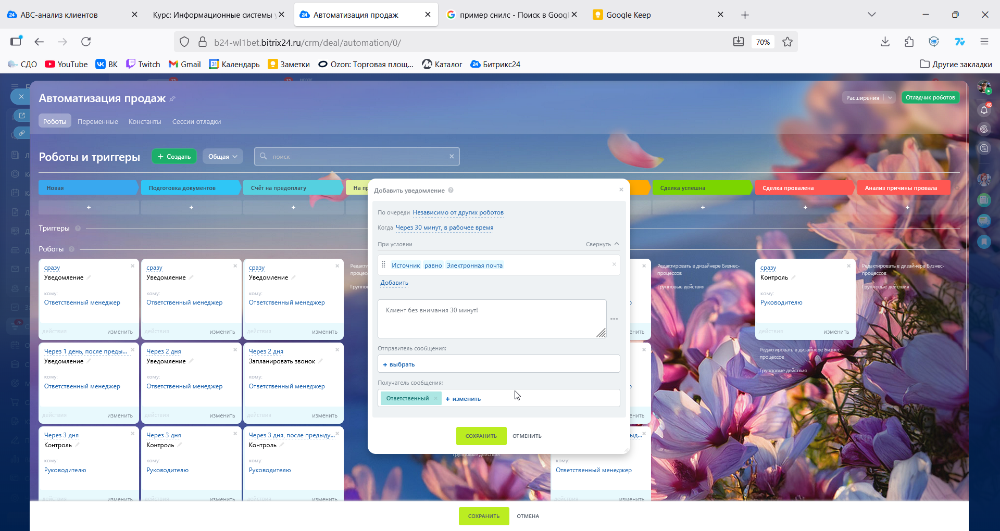 АВС-анализ клиентов
Курс: Информационные системы у
Автоматизация продаж
пример снилс - Поиск в Goog
Google Keep
b24-wl1bet.bitrix24.ru/crm/deal/automation/0/
70%
СДО
YouTube
ВК
Twitch
Gmail
31
Календарь
Заметки
Ozon: Торговая площ...
Каталог
24
Битрикс24
Другие закладки
Автоматизация продаж
Расширения
Отладчик роботов
Роботы
Переменные
Константы
Сессии отладки
48
Роботы и триггеры
+ Создать
Общая
поиск
Новая
Подготовка документов
Счёт на предоплату
На пр
Сделка успешна
Сделка провалена
Анализ причины провала
Триггеры
Роботы
сразу
Уведомление
кому:
Ответственный менеджер
действия
изменить
сразу
Уведомление
кому:
Ответственный менеджер
действия
изменить
сразу
Уведомление
кому:
Ответственный менеджер
действия
изменить
Редакти
процесс
Группо
Добавить уведомление
По очереди Независимо от других роботов
Когда Через 30 минут, в рабочее время
При условии
Свернуть
Источник равно Электронная почта
Добавить
Клиент без внимания 30 минут!
Отправитель сообщения:
+ выбрать
Получатель сообщения:
Ответственный
+ изменить
СОХРАНИТЬ
ОТМЕНИТЬ
енить
Редактировать в дизайнере Бизнес-
процессов
Групповые действия
сразу
Контроль
кому:
Руководителю
действия
изменить
Редактировать в дизайнере Бизнес-
процессов
Групповые действия
Редактировать в дизайнере Бизнес-
процессов
Групповые действия
26
Через 1 день, после преды...
Уведомление
кому:
Ответственный менеджер
действия
изменить
Через 2 дня
Уведомление
кому:
Ответственный менеджер
действия
изменить
Через 2 дня
Запланировать звонок
кому:
Ответственный менеджер
действия
изменить
енить
Через 3 дня
Контроль
кому:
Руководителю
действия
изменить
Через 3 дня
Контроль
кому:
Руководителю
действия
изменить
Через 3 дня, после предыду...
Контроль
кому:
Руководителю
действия
изменить
Групповые действия
ыд...
кому:
Ответственный менеджер
действия
изменить
СОХРАНИТЬ
ОТМЕНА